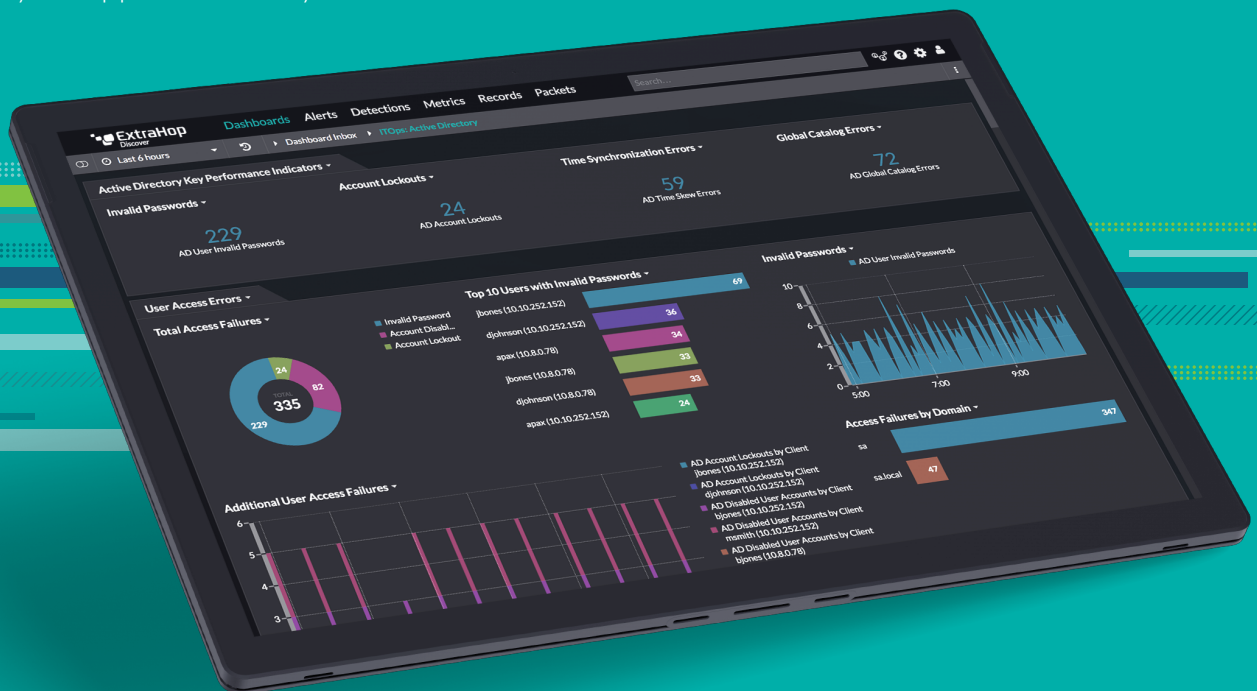 ExtraHop
Discover
Dashboards Alerts Detections Metrics Records Packets
Search...
Last 6 hours
Dashboard Inbox ITOps: Active Directory
Active Directory Key Performance Indicators
Invalid Passwords
229
AD User Invalid Passwords
Account Lockouts
24
AD Account Lockouts
Time Synchronization Errors
59
AD Time Skew Errors
Global Catalog Errors
72
AD Global Catalog Errors
User Access Errors
Total Access Failures
Invalid Password
Account Disabl...
Account Lockout
24
82
TOTAL
335
229
Top 10 Users with Invalid Passwords
jbones (10.10.252.152) 69
djohnson (10.10.252.152) 36
apax (10.8.0.78) 34
jbones (10.8.0.78) 33
djohnson (10.8.0.78) 33
apax (10.10.252.152) 24
Invalid Passwords
AD User Invalid Passwords
10
8
6
4
2
0
5:00 7:00 9:00
Access Failures by Domain
sa 347
sa.local 47
Additional User Access Failures
6
5
4
3
AD Account Lockouts by Client
jbones (10.10.252.152)
AD Account Lockouts by Client
djohnson (10.10.252.152)
AD Disabled User Accounts by Client
bjones (10.10.252.152)
AD Disabled User Accounts by Client
msmith (10.10.252.152)
AD Disabled User Accounts by Client
bjones (10.8.0.78)